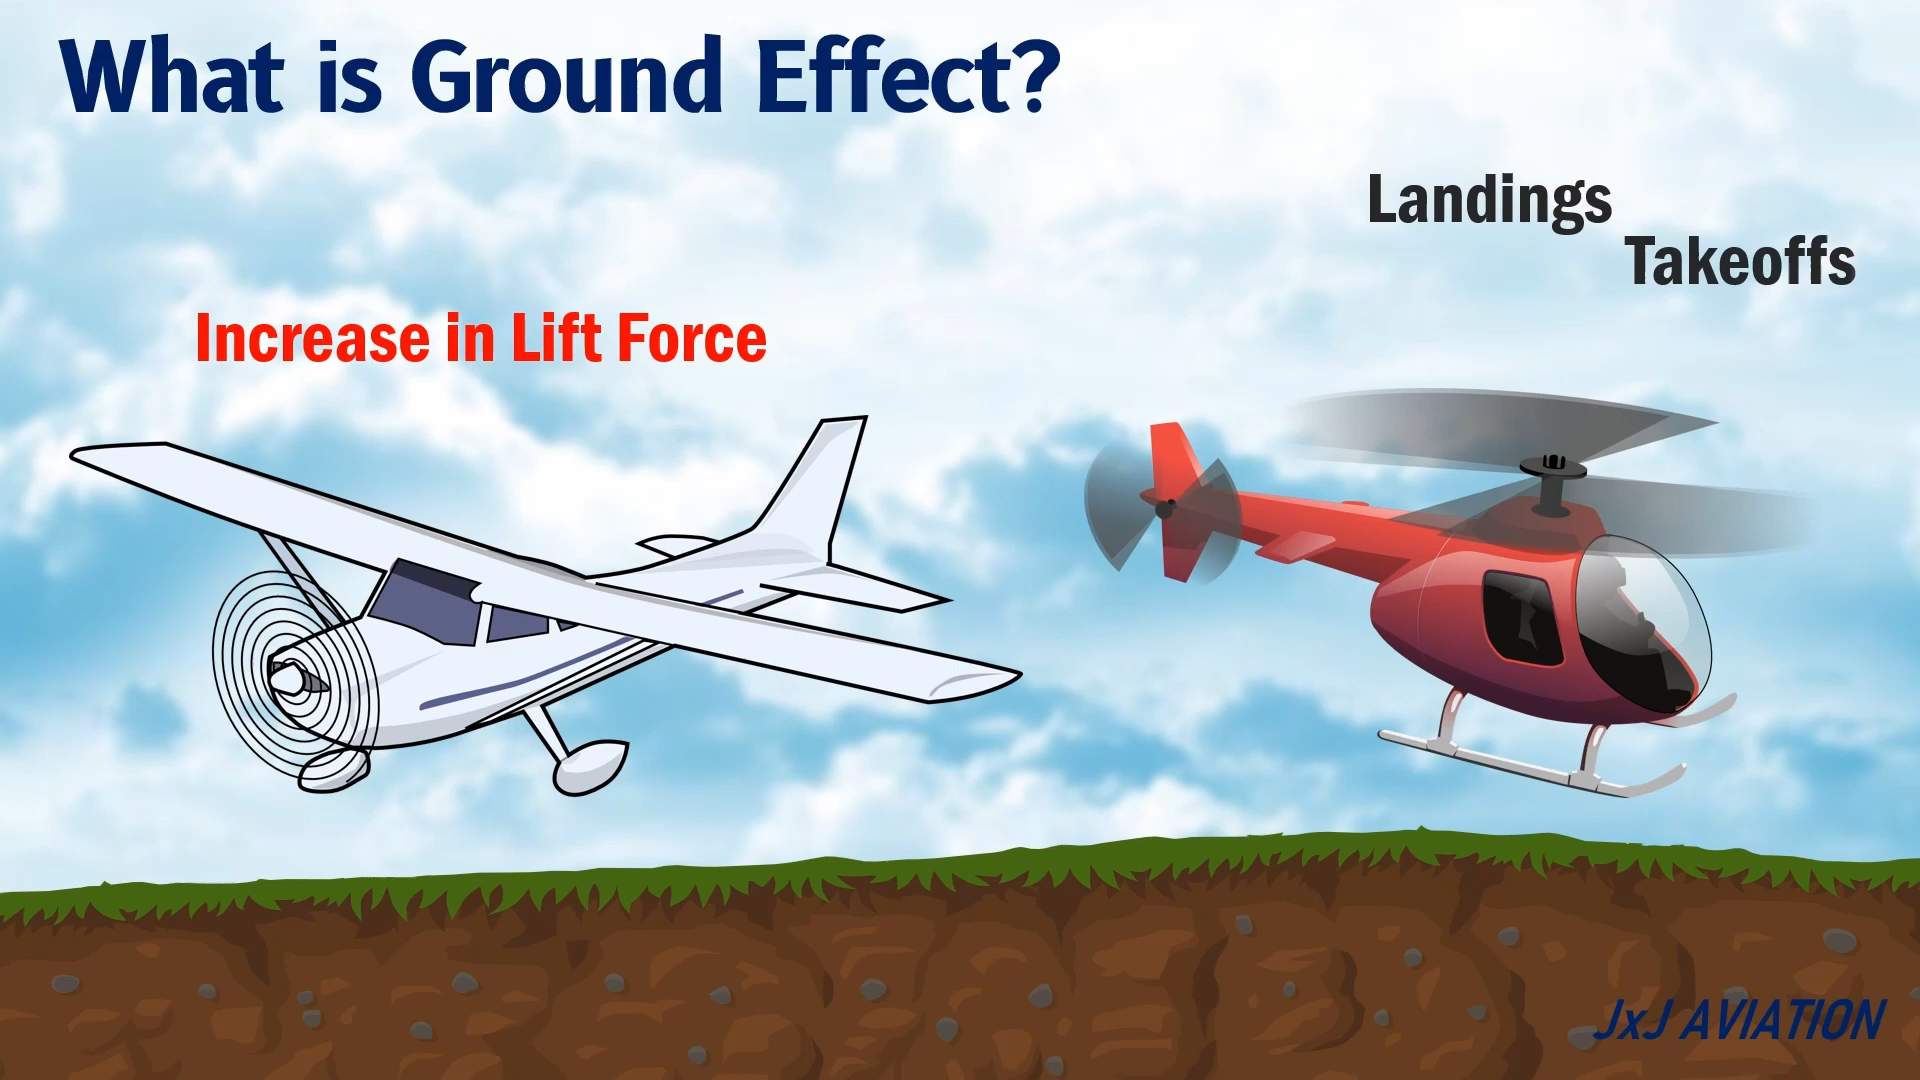 What is Ground Effect?
Landings
Takeoffs
Increase in Lift Force
JxJ AVIATION